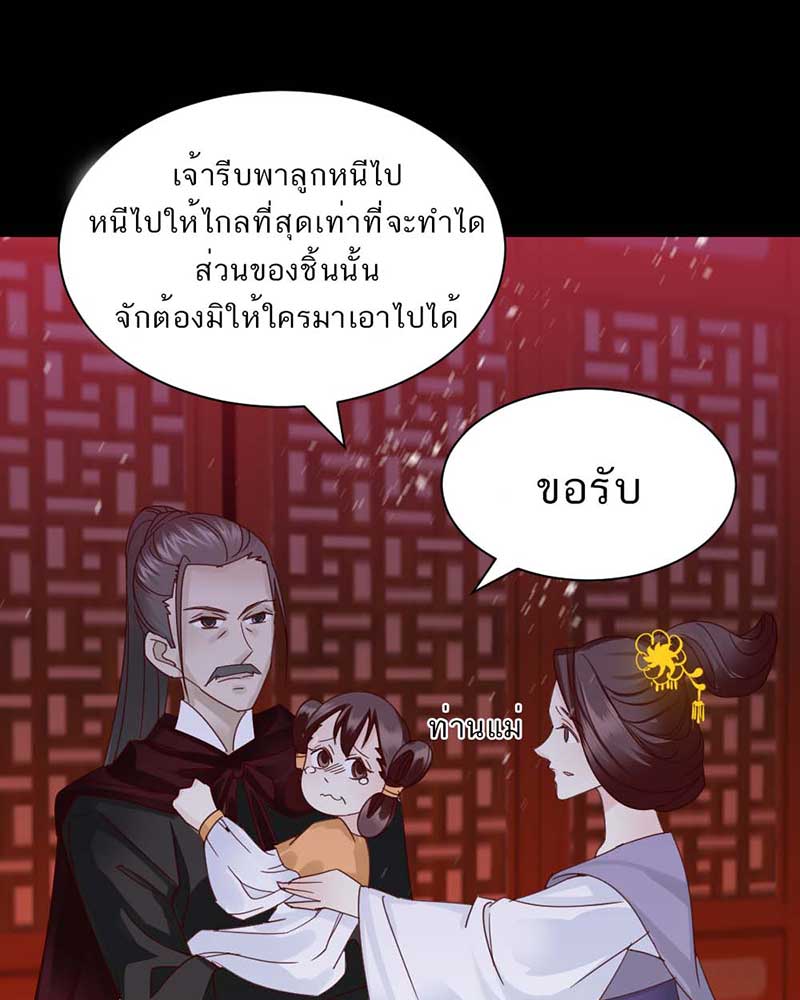 เจ้ารีบพาลูกหนีไป
หนีไปให้ไกลที่สุดเท่าที่จะทำได
ส่วนของชิ้นนั้น
จักต้องมิให้ใครมาเอาไปได้
ขอรับ
ท่านแม่